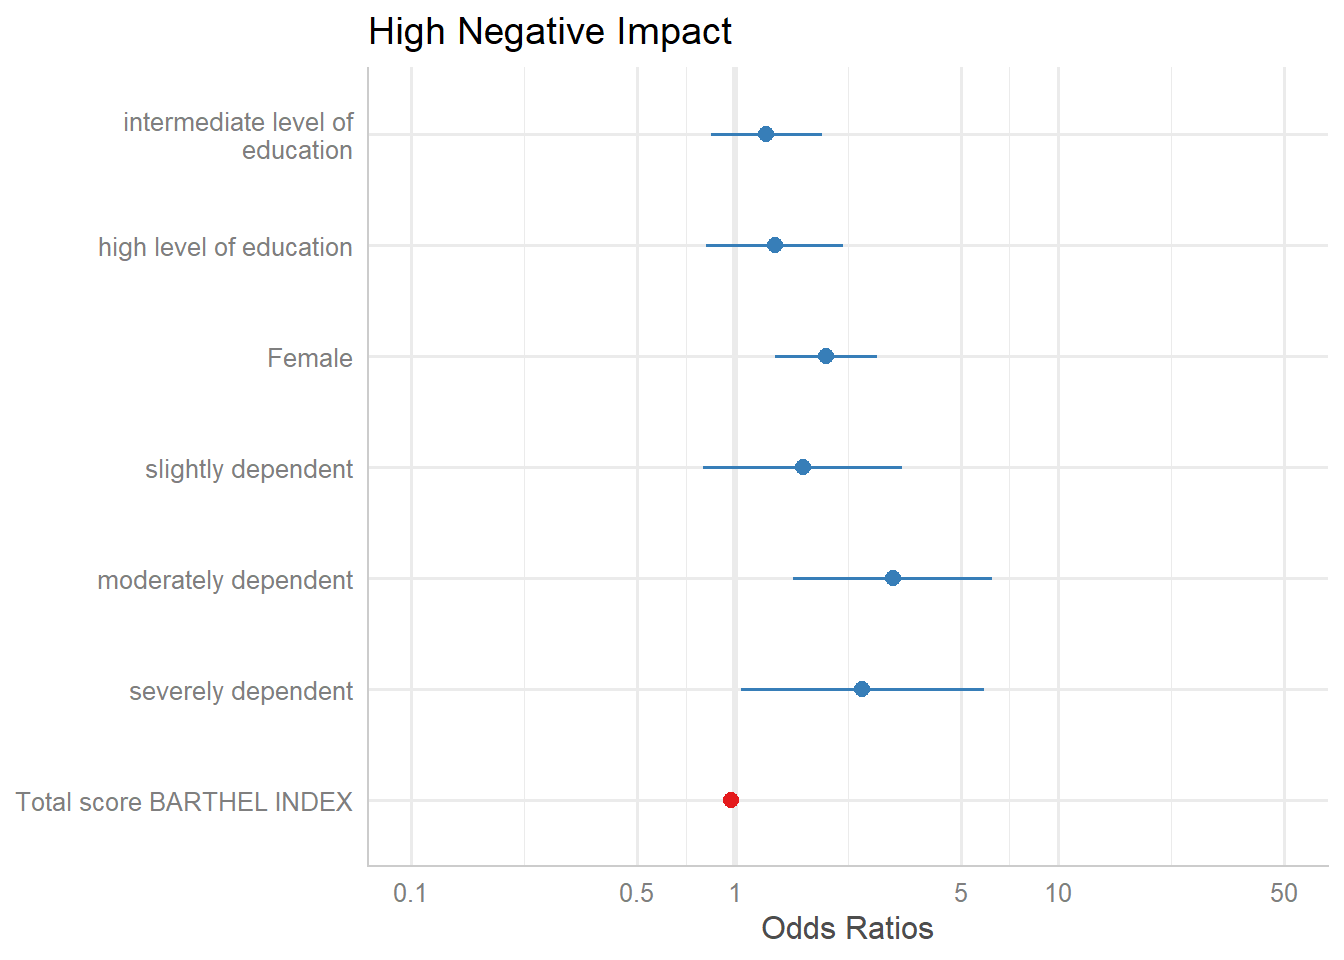 High Negative Impact
intermediate level of
education
high level of education
Female
slightly dependent
moderately dependent
severely dependent
Total score BARTHEL INDEX
0.1 0.5 1 5 10 50
Odds Ratios